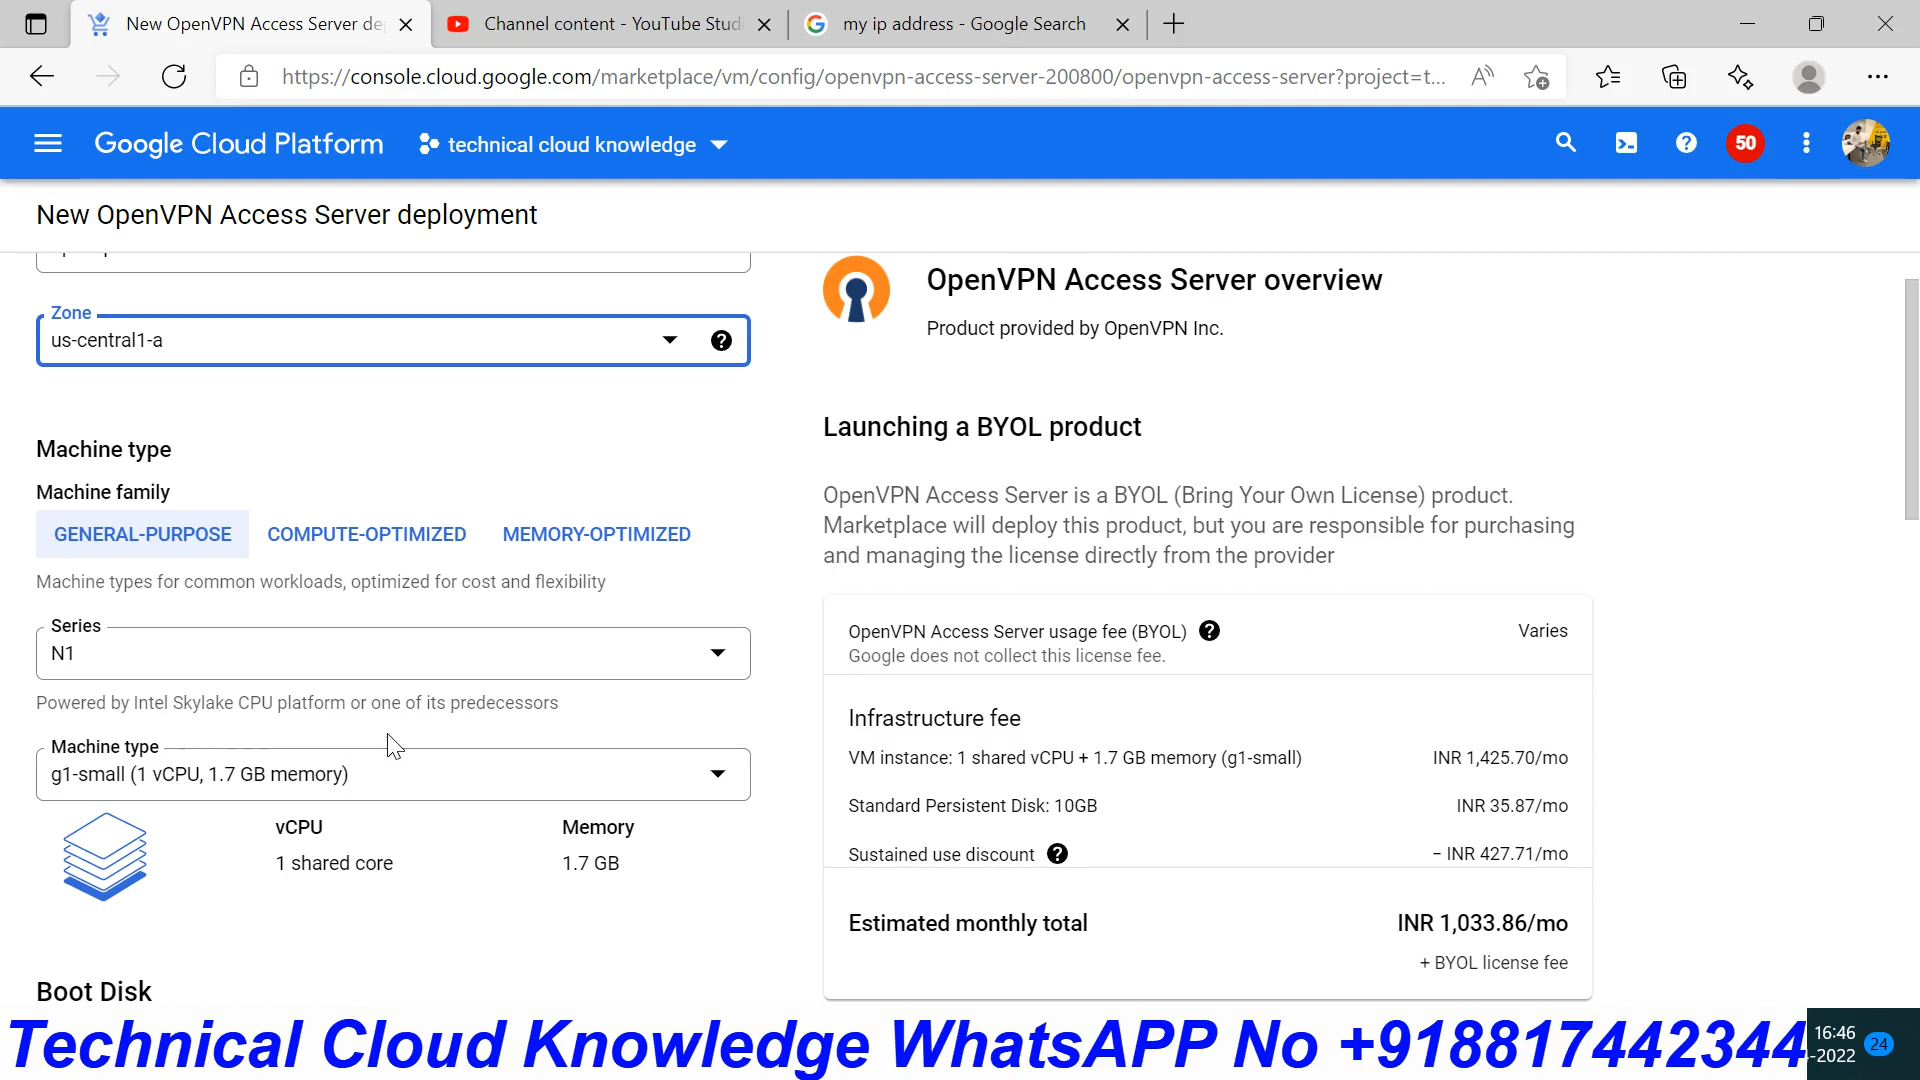 New OpenVPN Access Server de
Channel content - YouTube Studi
my ip address - Google Search
https://console.cloud.google.com/marketplace/vm/config/openvpn-access-server-200800/openvpn-access-server?project=t...
Google Cloud Platform
technical cloud knowledge
50
New OpenVPN Access Server deployment
Zone
us-central1-a
Machine type
Machine family
GENERAL-PURPOSE
COMPUTE-OPTIMIZED
MEMORY-OPTIMIZED
Machine types for common workloads, optimized for cost and flexibility
Series
N1
Powered by Intel Skylake CPU platform or one of its predecessors
Machine type
g1-small (1 vCPU, 1.7 GB memory)
vCPU
Memory
1 shared core
1.7 GB
Boot Disk
OpenVPN Access Server overview
Product provided by OpenVPN Inc.
Launching a BYOL product
OpenVPN Access Server is a BYOL (Bring Your Own License) product.
Marketplace will deploy this product, but you are responsible for purchasing
and managing the license directly from the provider
OpenVPN Access Server usage fee (BYOL)
Varies
Google does not collect this license fee.
Infrastructure fee
VM instance: 1 shared vCPU + 1.7 GB memory (g1-small)
INR 1,425.70/mo
Standard Persistent Disk: 10GB
INR 35.87/mo
Sustained use discount
- INR 427.71/mo
Estimated monthly total
INR 1,033.86/mo
+ BYOL license fee
Technical Cloud Knowledge WhatsAPP No +918817442344
16:46
-2022
24